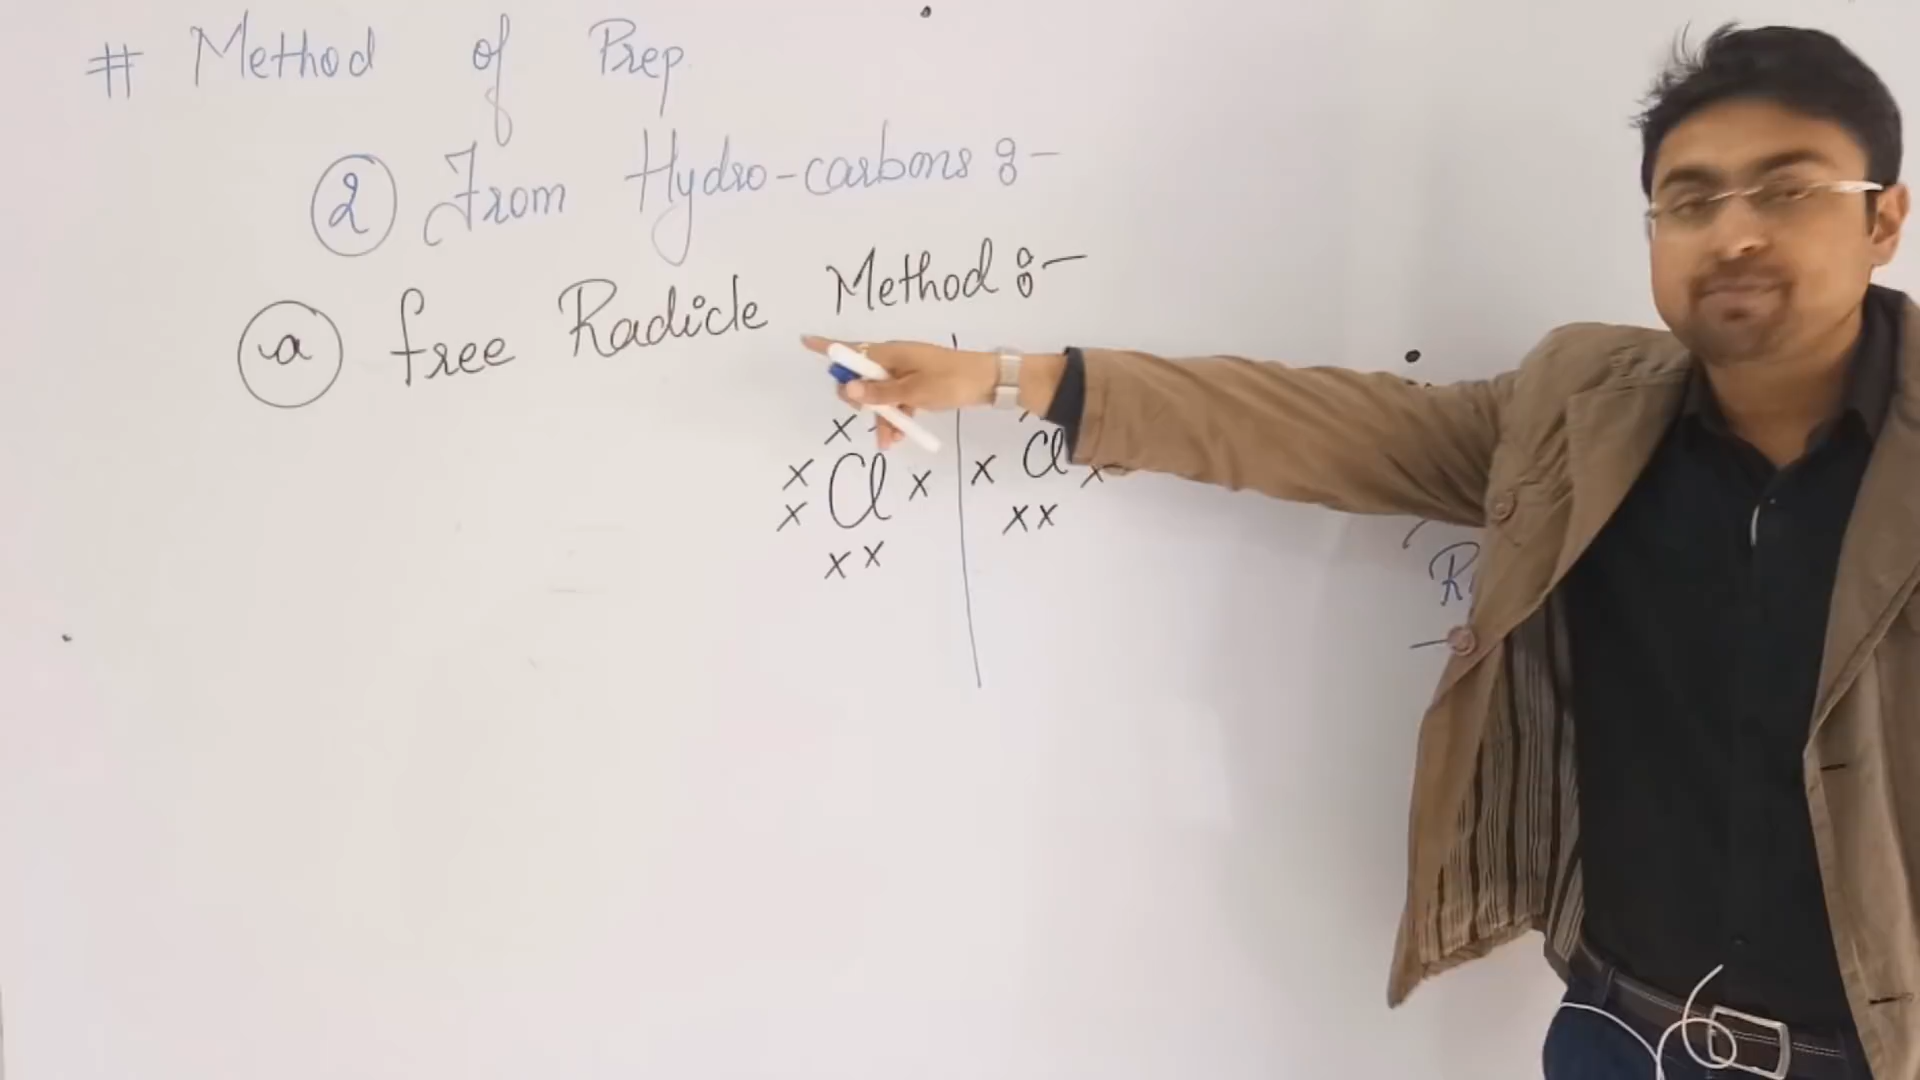 # Method of Prep.
② From Hydro-carbons :-
ⓐ free Radicle Method :-
x
x Cl x | x Cl x
x
x x x x